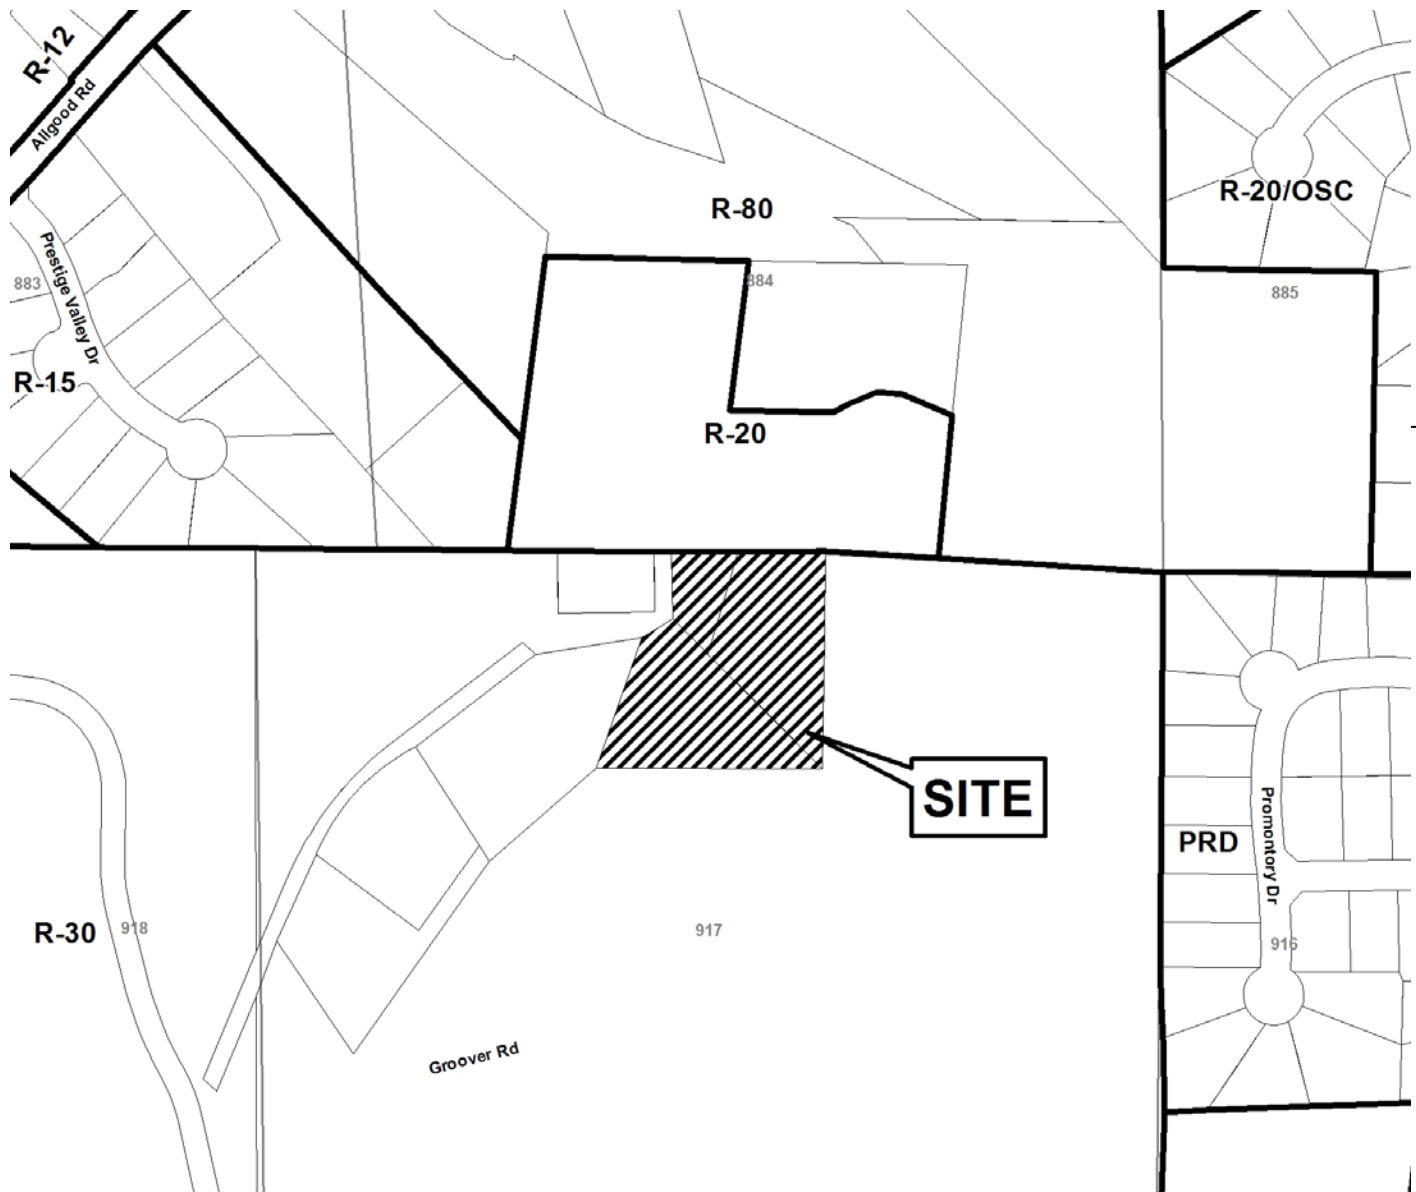 R-12
Allgood Rd
R-80
R-20/OSC
Prestige Valley Dr
883
884
885
R-15
R-20
SITE
PRD
Promontory Dr
R-30
918
917
916
Groover Rd